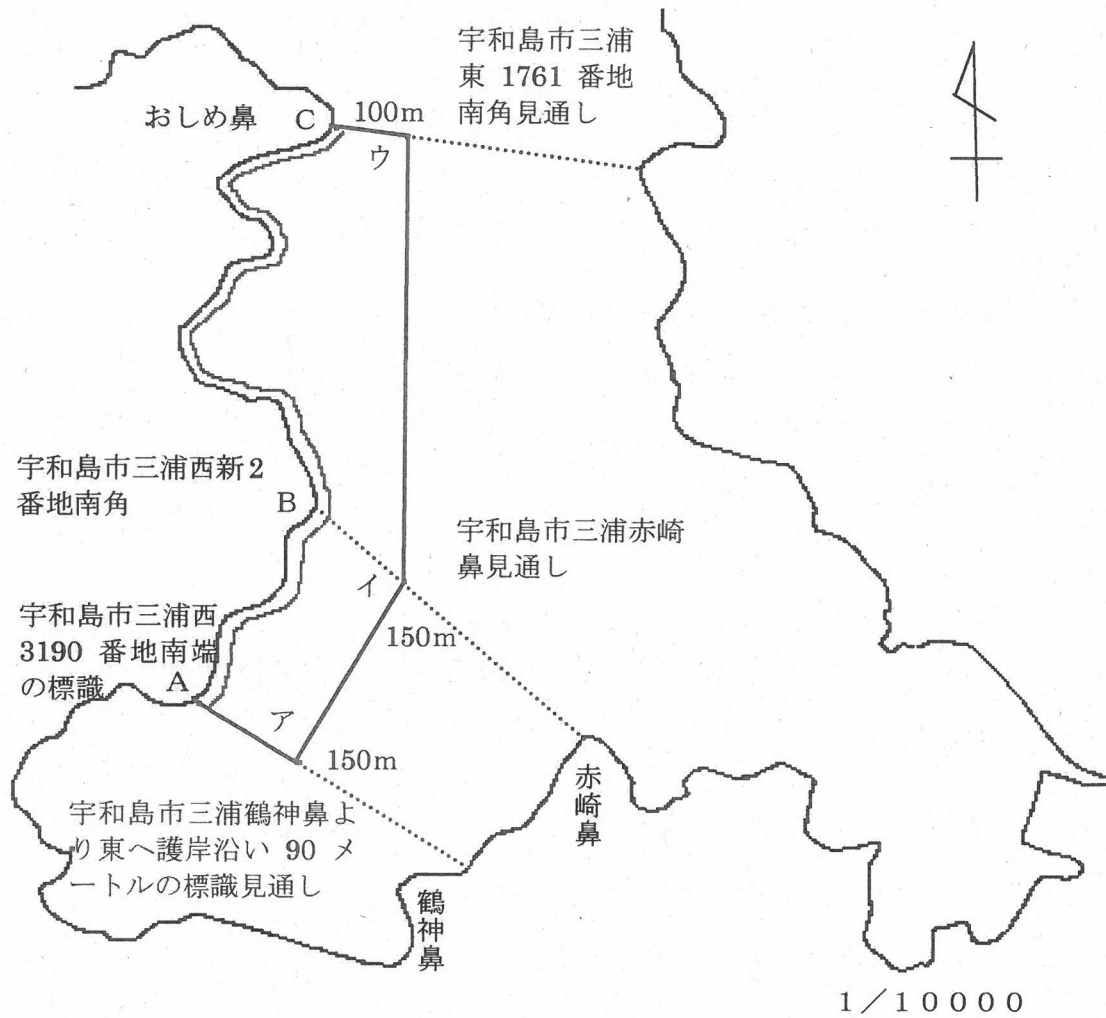 宇和島市三浦
東 1761 番地
南角見通し
おしめ鼻
C
100m
ウ
宇和島市三浦西新2
番地南角
B
宇和島市三浦赤崎
鼻見通し
イ
150m
宇和島市三浦西
3190 番地南端
の標識
A
ア
150m
宇和島市三浦鶴神鼻よ
り東へ護岸沿い 90 メ
ートルの標識見通し
赤崎鼻
鶴神鼻
1/10000